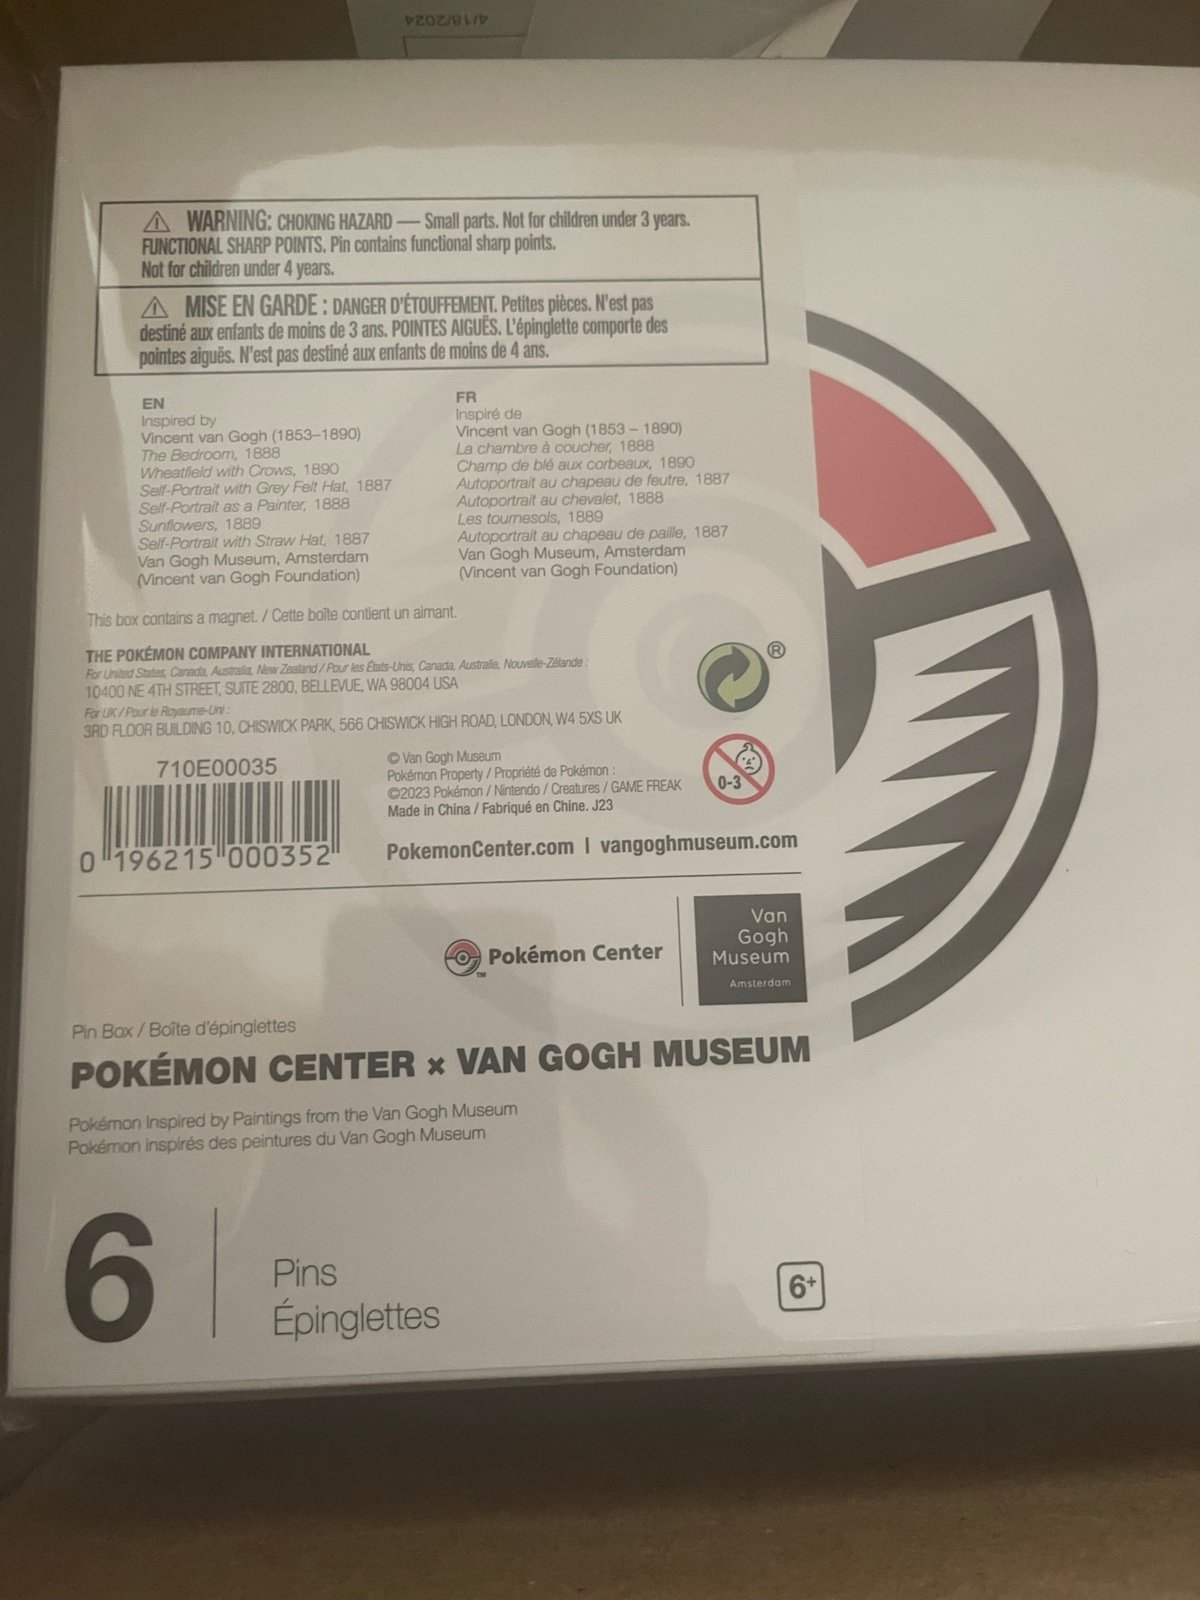 4/18/2024
⚠ WARNING: CHOKING HAZARD — Small parts. Not for children under 3 years.
FUNCTIONAL SHARP POINTS. Pin contains functional sharp points.
Not for children under 4 years.
⚠ MISE EN GARDE : DANGER D'ÉTOUFFEMENT. Petites pièces. N'est pas
destiné aux enfants de moins de 3 ans. POINTES AIGUËS. L'épinglette comporte des
pointes aiguës. N'est pas destiné aux enfants de moins de 4 ans.
EN
Inspired by
Vincent van Gogh (1853–1890)
The Bedroom, 1888
Wheatfield with Crows, 1890
Self-Portrait with Grey Felt Hat, 1887
Self-Portrait as a Painter, 1888
Sunflowers, 1889
Self-Portrait with Straw Hat, 1887
Van Gogh Museum, Amsterdam
(Vincent van Gogh Foundation)
FR
Inspiré de
Vincent van Gogh (1853 – 1890)
La chambre à coucher, 1888
Champ de blé aux corbeaux, 1890
Autoportrait au chapeau de feutre, 1887
Autoportrait au chevalet, 1888
Les tournesols, 1889
Autoportrait au chapeau de paille, 1887
Van Gogh Museum, Amsterdam
(Vincent van Gogh Foundation)
This box contains a magnet. / Cette boîte contient un aimant.
THE POKÉMON COMPANY INTERNATIONAL
For United States, Canada, Australia, New Zealand / Pour les États-Unis, Canada, Australie, Nouvelle-Zélande :
10400 NE 4TH STREET, SUITE 2800, BELLEVUE, WA 98004 USA
For UK / Pour le Royaume-Uni :
3RD FLOOR BUILDING 10, CHISWICK PARK, 566 CHISWICK HIGH ROAD, LONDON, W4 5XS UK
®
710E00035
0 196215 000352
© Van Gogh Museum
Pokémon Property / Propriété de Pokémon :
©2023 Pokémon / Nintendo / Creatures / GAME FREAK
Made in China / Fabriqué en Chine. J23
0-3
PokemonCenter.com | vangoghmuseum.com
Pokémon Center
TM
Van
Gogh
Museum
Amsterdam
Pin Box / Boîte d'épinglettes
POKÉMON CENTER × VAN GOGH MUSEUM
Pokémon Inspired by Paintings from the Van Gogh Museum
Pokémon inspirés des peintures du Van Gogh Museum
6
Pins
Épinglettes
6+